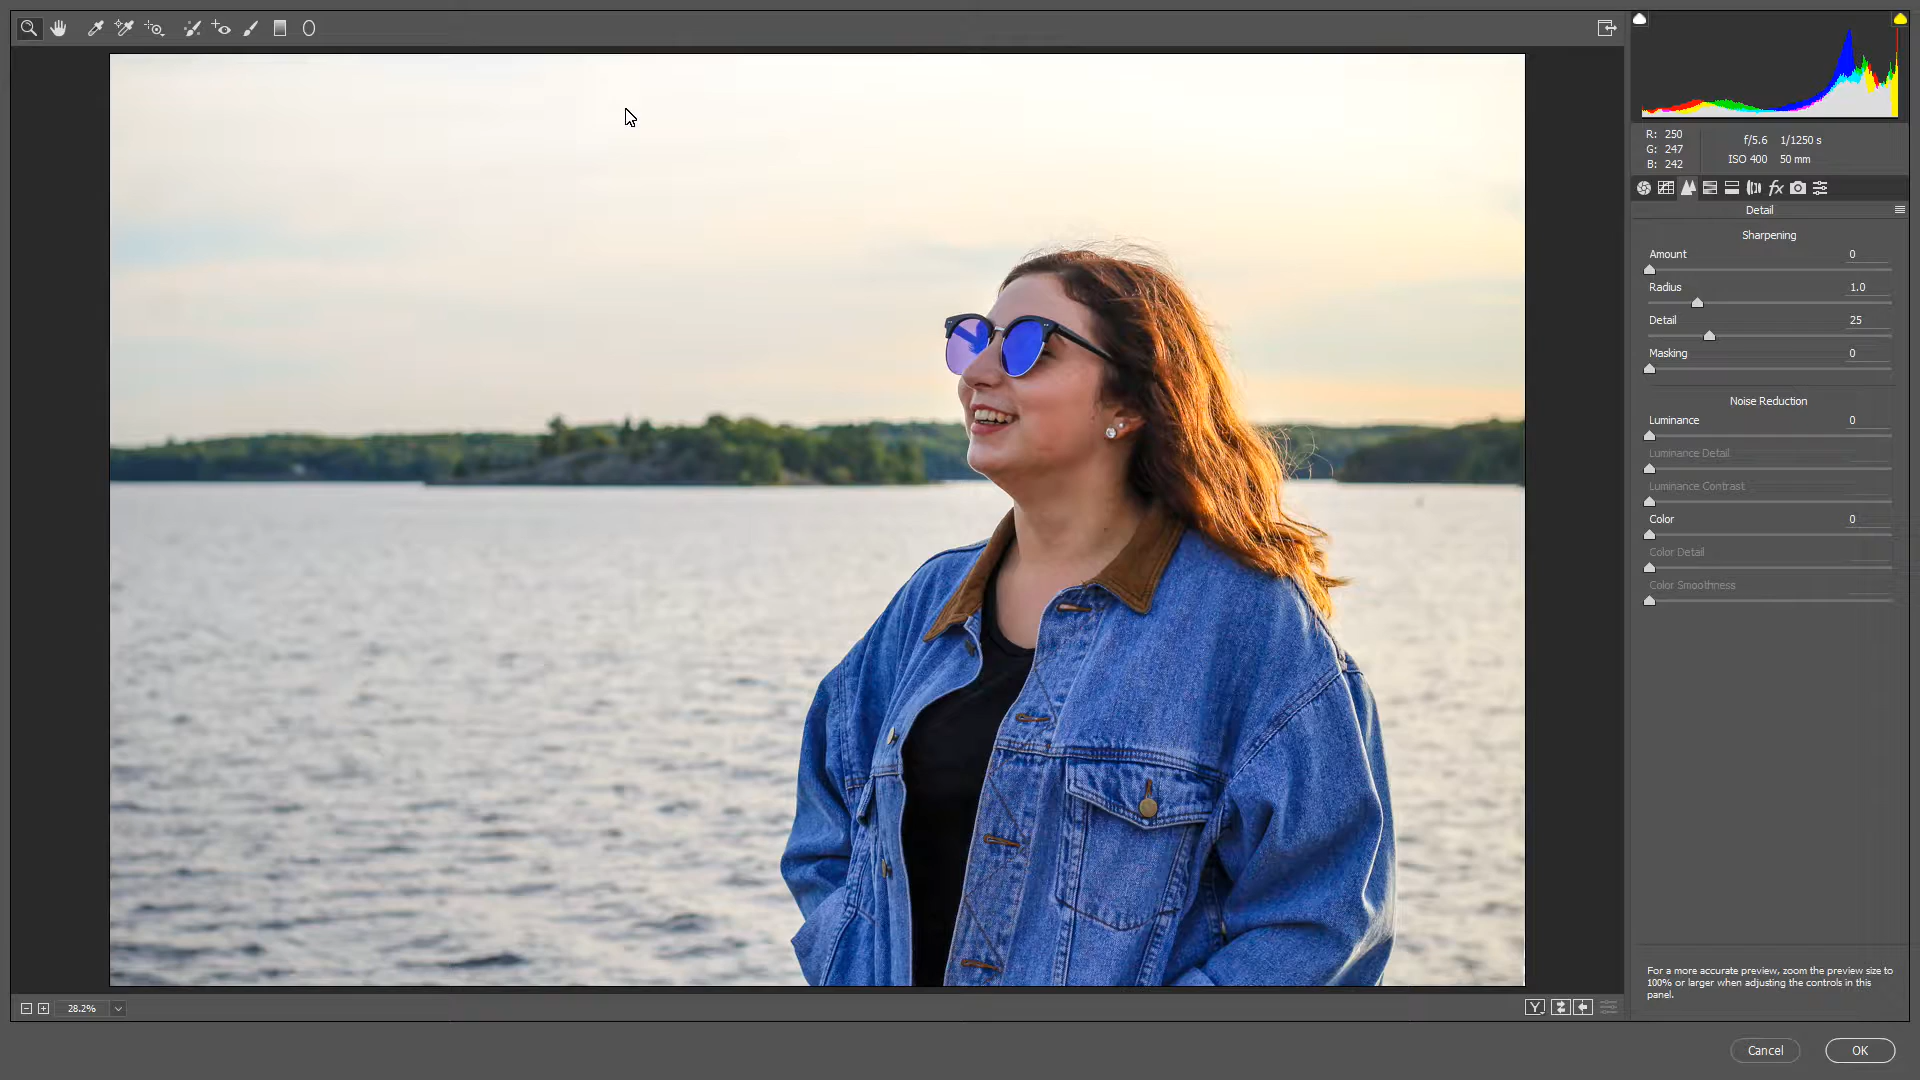 R: 250
G: 247
B: 242
f/5.6 1/1250 s
ISO 400 50 mm
fx
Detail
Sharpening
Amount 0
Radius 1.0
Detail 25
Masking 0
Noise Reduction
Luminance 0
Luminance Detail
Luminance Contrast
Color 0
Color Detail
Color Smoothness
For a more accurate preview, zoom the preview size to
100% or larger when adjusting the controls in this
panel.
28.2%
Y
Cancel OK